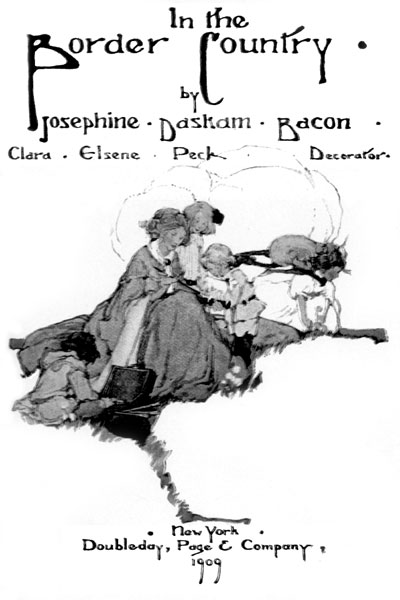 In the
Border Country .
by
Josephine . Daskam . Bacon .
Clara . Elsene . Peck . Decorator.
. New York .
Doubleday, Page & Company ,
1909